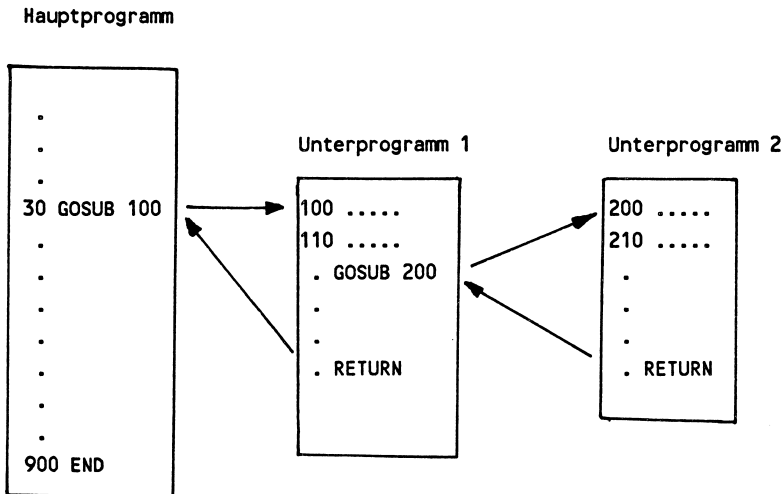 Hauptprogramm
.
.
.
30 GOSUB 100
.
.
.
.
.
.
.
900 END
Unterprogramm 1
100 .....
110 .....
. GOSUB 200
.
.
. RETURN
Unterprogramm 2
200 .....
210 .....
.
.
.
. RETURN